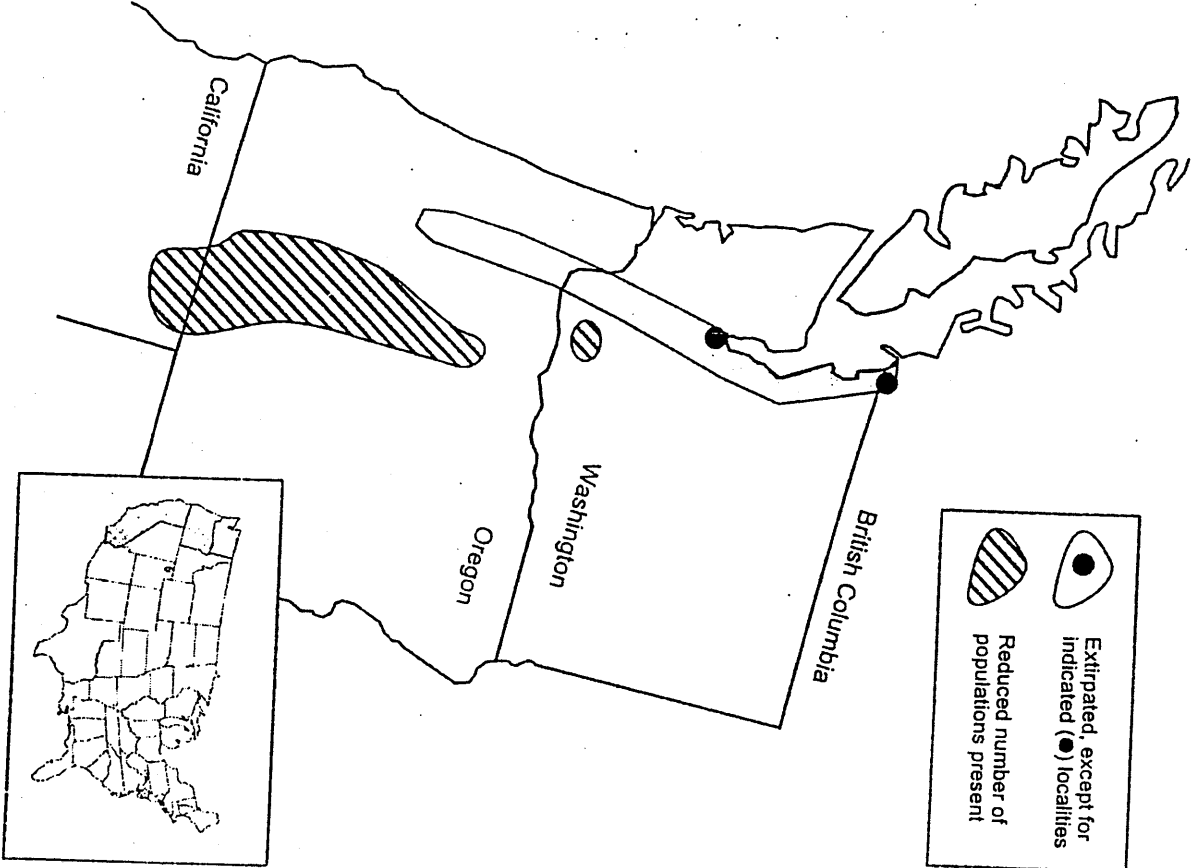 British Columbia
Washington
Oregon
California
Extirpated, except for
indicated (●) localities
Reduced number of
populations present